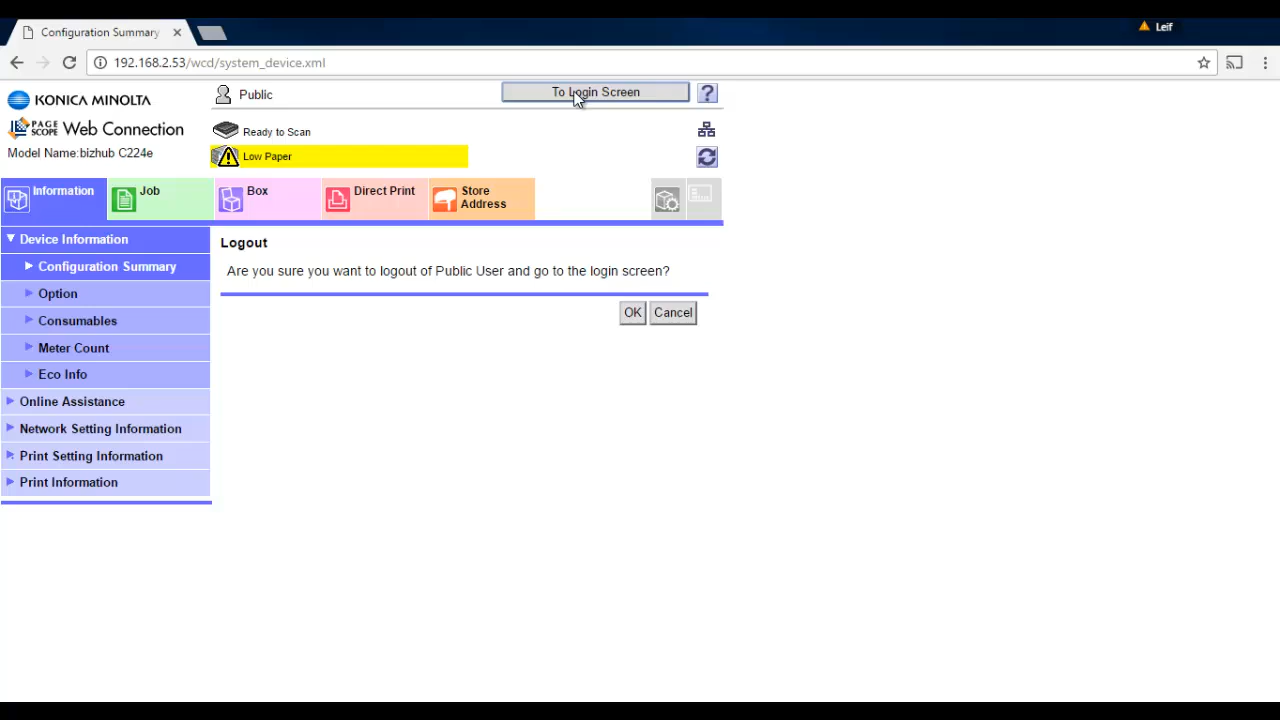 Configuration Summary
Leif
192.168.2.53/wcd/system_device.xml
KONICA MINOLTA
Public
To Login Screen
?
PAGE SCOPE Web Connection
Ready to Scan
Model Name:bizhub C224e
Low Paper
Information
Job
Box
Direct Print
Store
Address
Device Information
Configuration Summary
Option
Consumables
Meter Count
Eco Info
Online Assistance
Network Setting Information
Print Setting Information
Print Information
Logout
Are you sure you want to logout of Public User and go to the login screen?
OK
Cancel